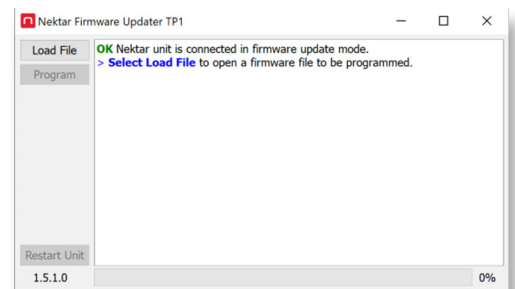 Nektar Firmware Updater TP1
Load File
OK Nektar unit is connected in firmware update mode.
> Select Load File to open a firmware file to be programmed.
Program
Restart Unit
1.5.1.0
0%